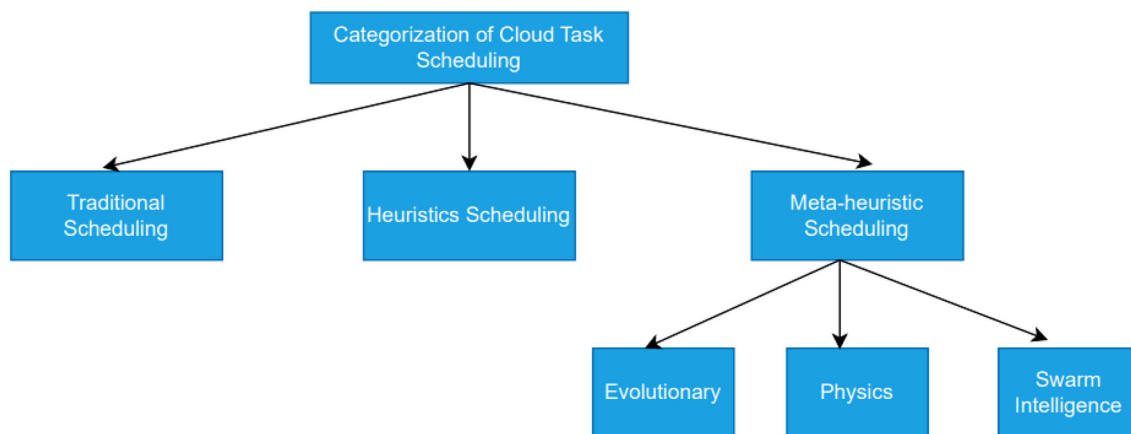 Categorization of Cloud Task
Scheduling
Traditional
Scheduling
Heuristics Scheduling
Meta-heuristic
Scheduling
Evolutionary
Physics
Swarm
Intelligence